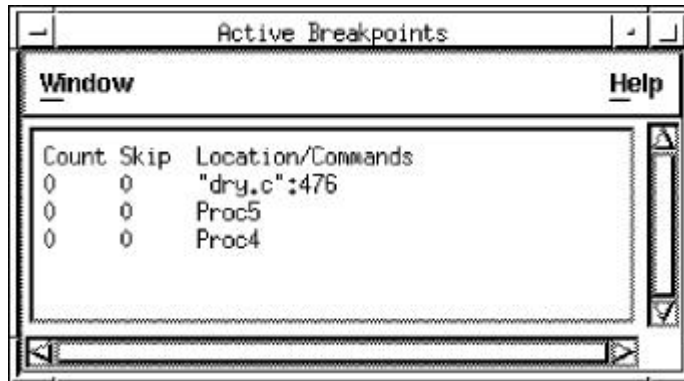 Active Breakpoints
Window Help
Count Skip Location/Commands
0 0 "dry.c":476
0 0 Proc5
0 0 Proc4